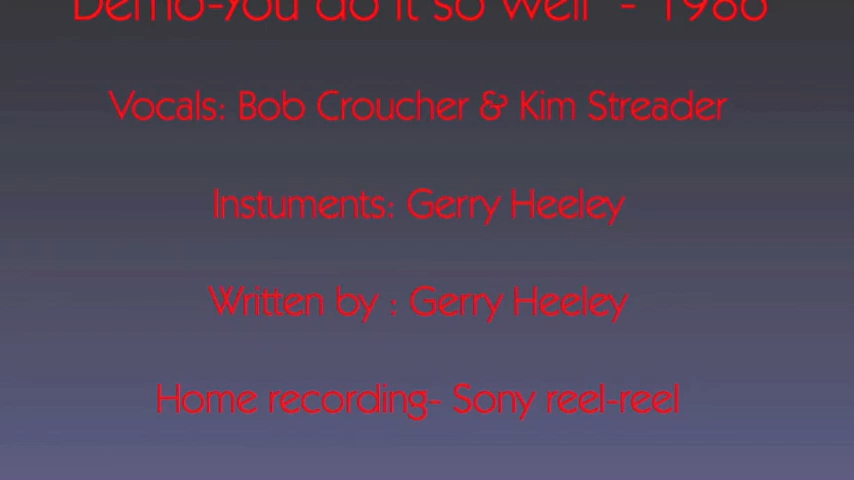 Demo-You do it so well - 1986
Vocals: Bob Croucher & Kim Streader
Instuments: Gerry Heeley
Written by : Gerry Heeley
Home recording- Sony reel-reel